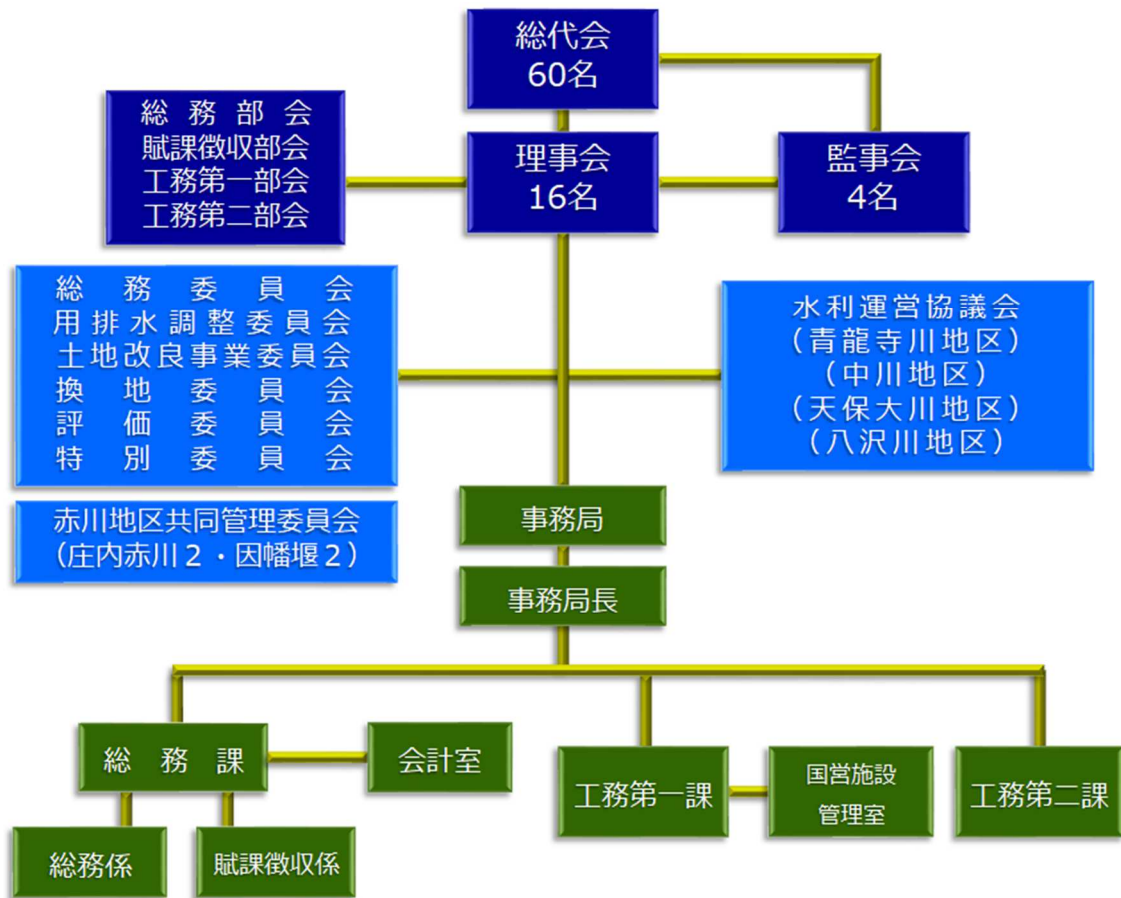 総代会
60名
総務部会
賦課徴収部会
工務第一部会
工務第二部会
理事会
16名
監事会
4名
総務委員会
用排水調整委員会
土地改良事業委員会
換地委員会
評価委員会
特別委員会
水利運営協議会
（青龍寺川地区）
（中川地区）
（天保大川地区）
（八沢川地区）
赤川地区共同管理委員会
（庄内赤川２・因幡堰２）
事務局
事務局長
総務課
会計室
工務第一課
国営施設
管理室
工務第二課
総務係
賦課徴収係